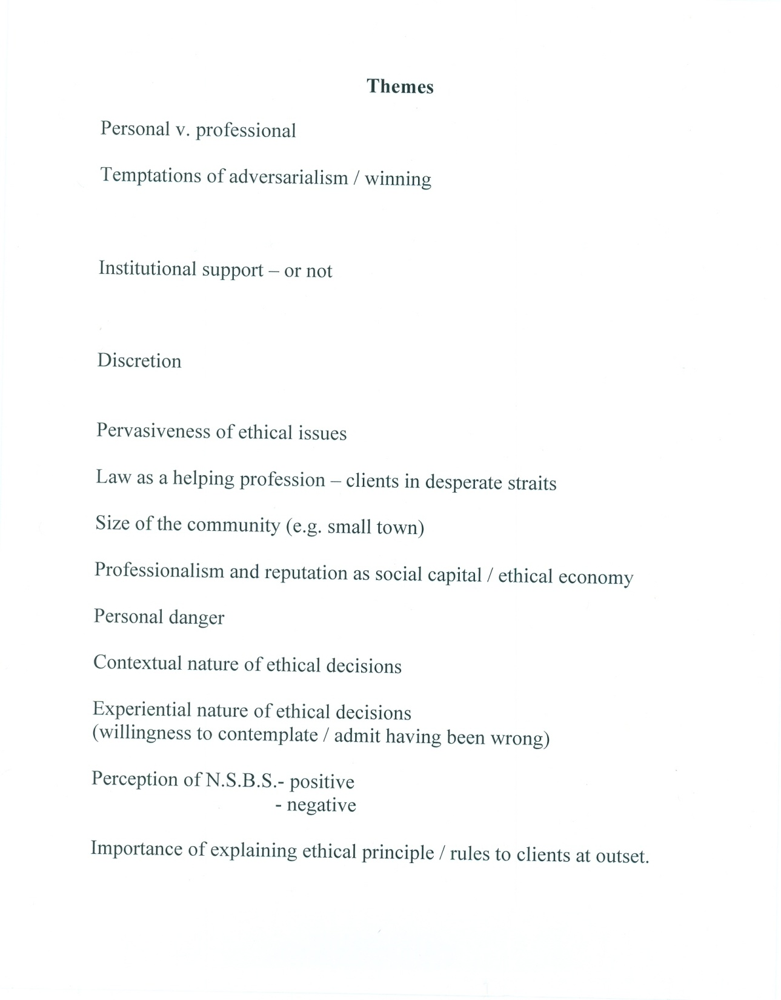 Themes
Personal v. professional
Temptations of adversarialism / winning
Institutional support – or not
Discretion
Pervasiveness of ethical issues
Law as a helping profession – clients in desperate straits
Size of the community (e.g. small town)
Professionalism and reputation as social capital / ethical economy
Personal danger
Contextual nature of ethical decisions
Experiential nature of ethical decisions
(willingness to contemplate / admit having been wrong)
Perception of N.S.B.S.- positive
- negative
Importance of explaining ethical principle / rules to clients at outset.